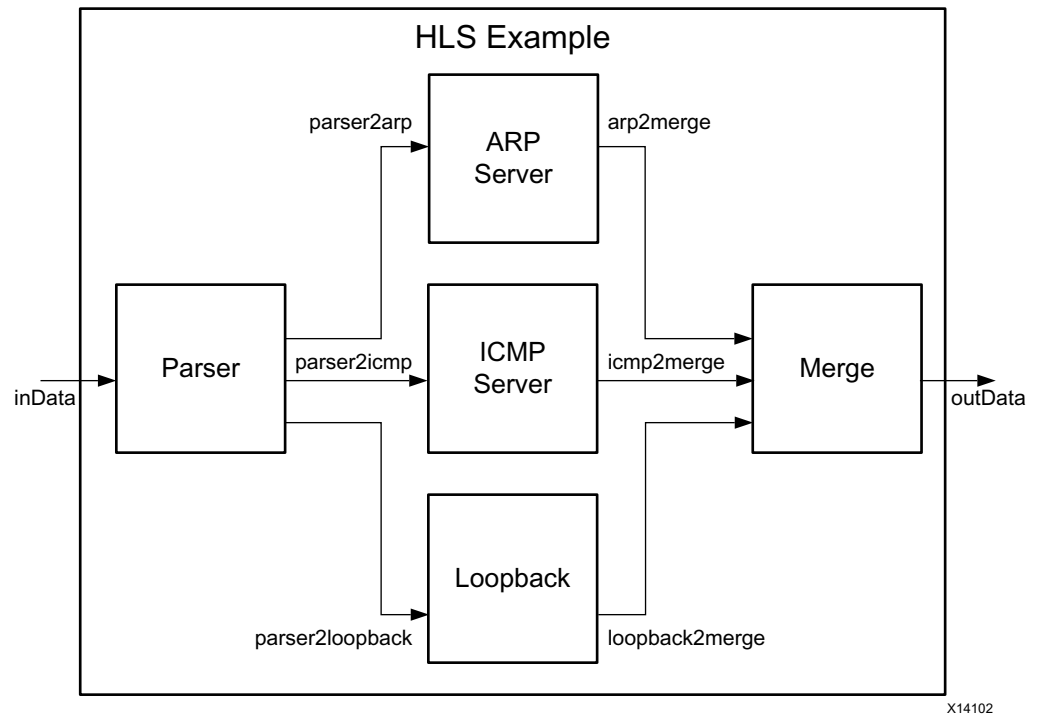 HLS Example
parser2arp
ARP
Server
arp2merge
inData
Parser
parser2icmp
ICMP
Server
icmp2merge
Merge
outData
parser2loopback
Loopback
loopback2merge
X14102